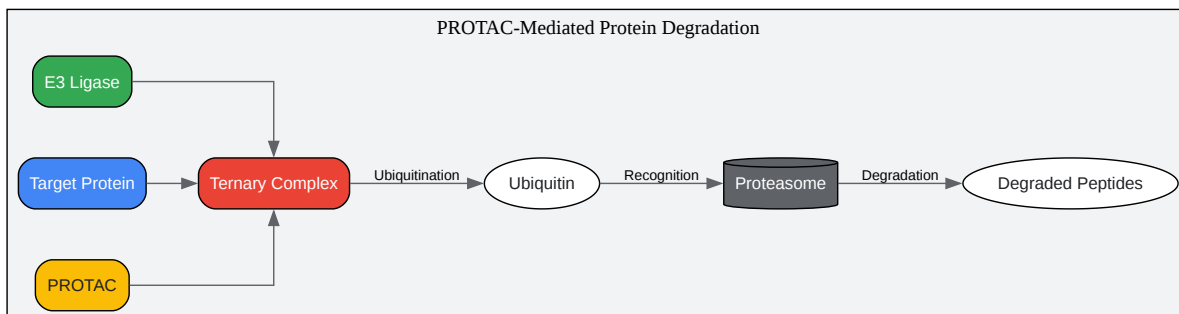 PROTAC-Mediated Protein Degradation
E3 Ligase
Target Protein
Ternary Complex
Ubiquitination
Ubiquitin
Recognition
Proteasome
Degradation
Degraded Peptides
PROTAC